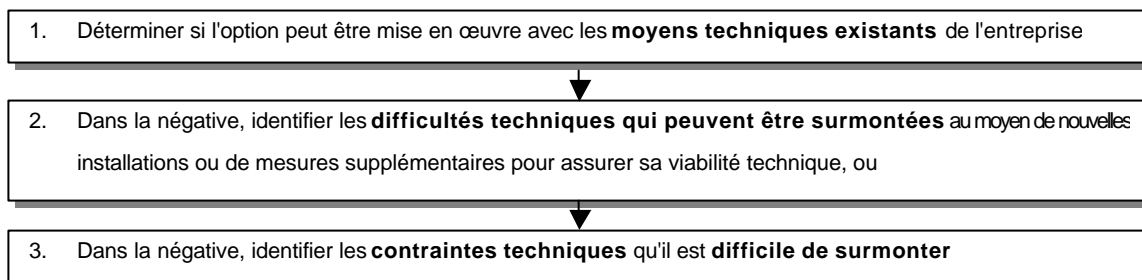 1. Déterminer si l'option peut être mise en œuvre avec les moyens techniques existants de l'entreprise
2. Dans la négative, identifier les difficultés techniques qui peuvent être surmontées au moyen de nouvelles
installations ou de mesures supplémentaires pour assurer sa viabilité technique, ou
3. Dans la négative, identifier les contraintes techniques qu'il est difficile de surmonter